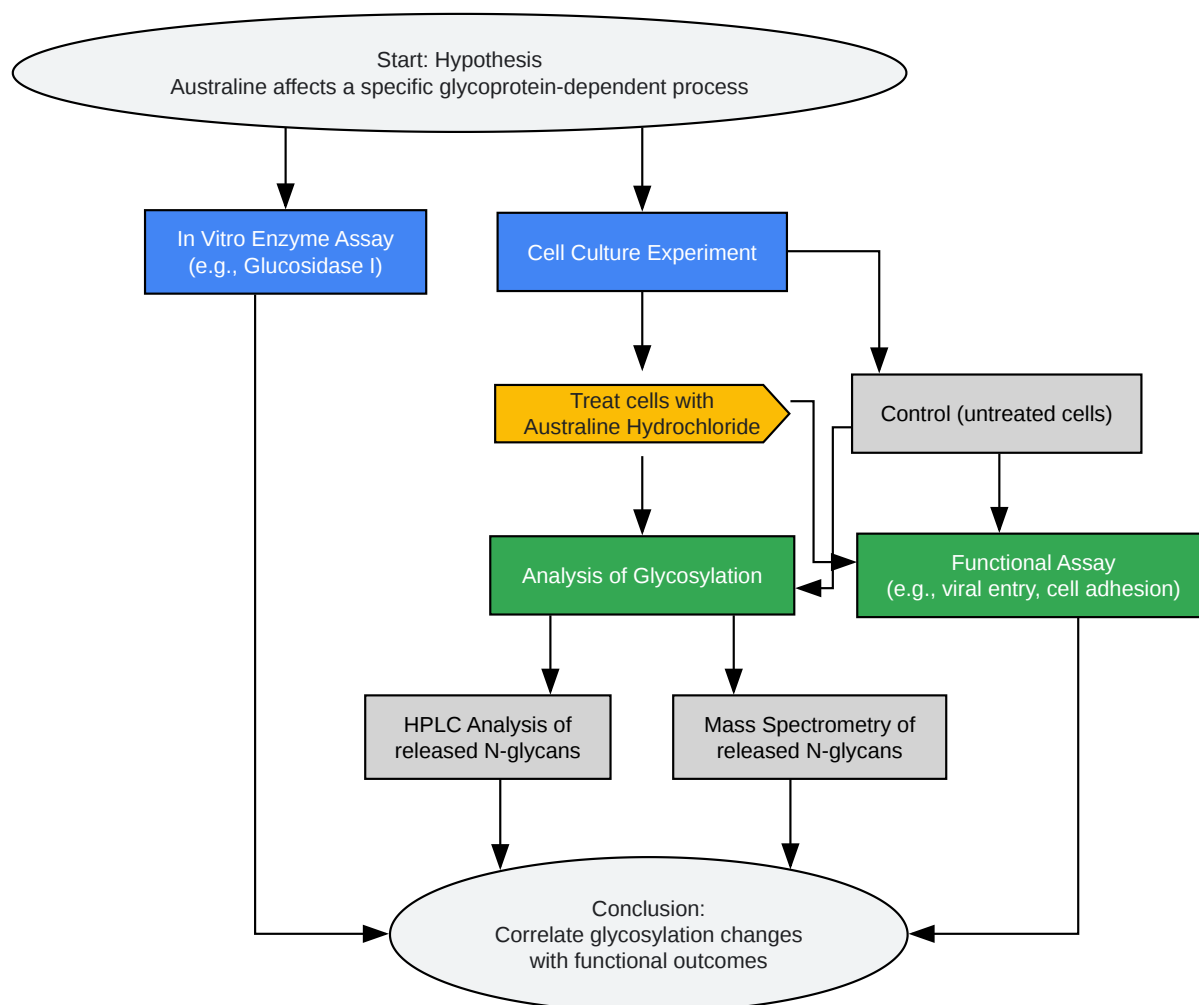 Start: Hypothesis
Australine affects a specific glycoprotein-dependent process
In Vitro Enzyme Assay
(e.g., Glucosidase I)
Cell Culture Experiment
Treat cells with
Australine Hydrochloride
Control (untreated cells)
Analysis of Glycosylation
Functional Assay
(e.g., viral entry, cell adhesion)
HPLC Analysis of
released N-glycans
Mass Spectrometry of
released N-glycans
Conclusion:
Correlate glycosylation changes
with functional outcomes